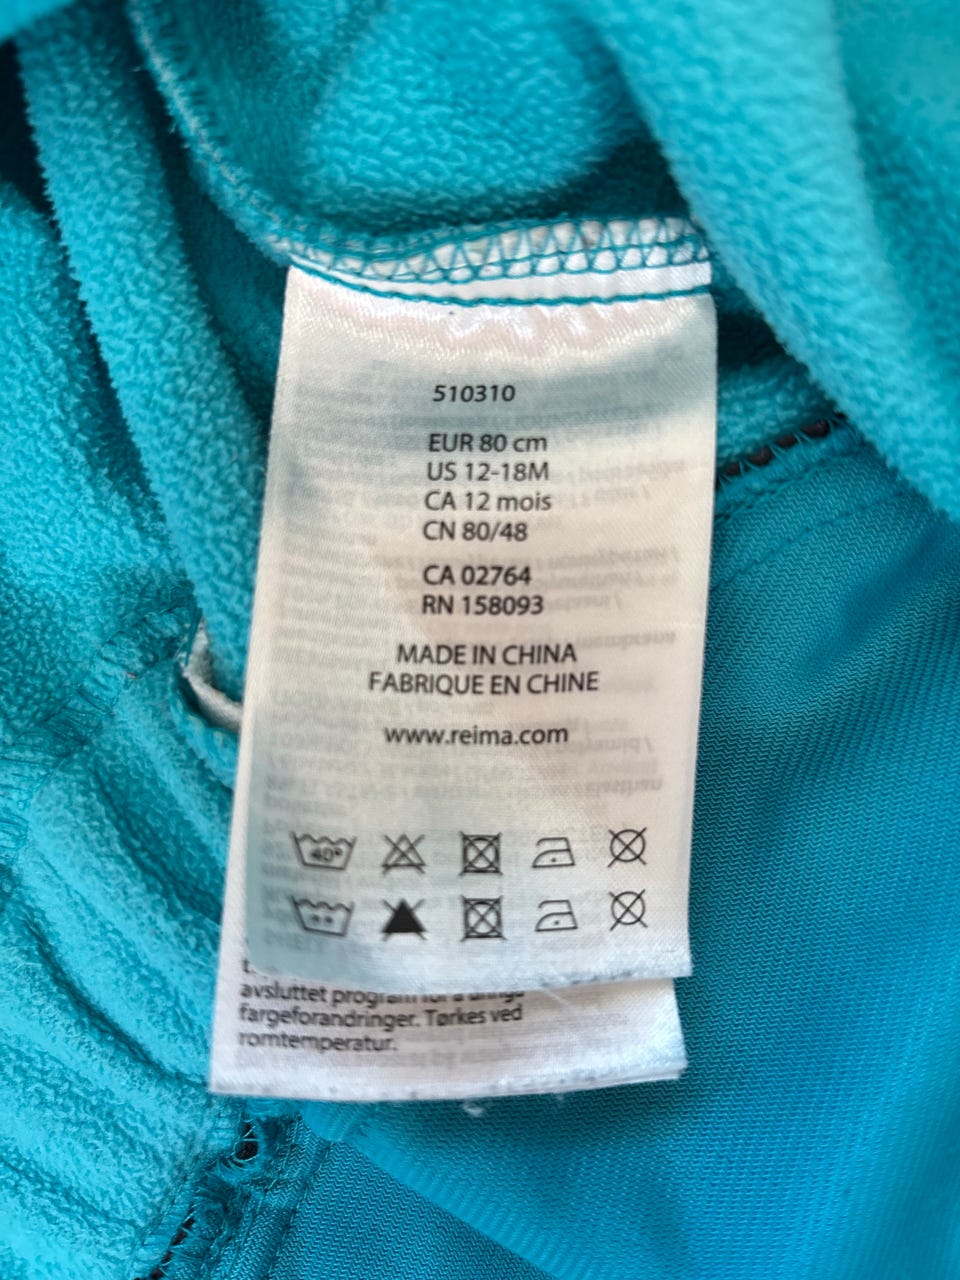 510310
EUR 80 cm
US 12-18M
CA 12 mois
CN 80/48
CA 02764
RN 158093
MADE IN CHINA
FABRIQUE EN CHINE
www.reima.com
40°
avsluttet program for å unngå
fargeforandringer. Tørkes ved
romtemperatur.